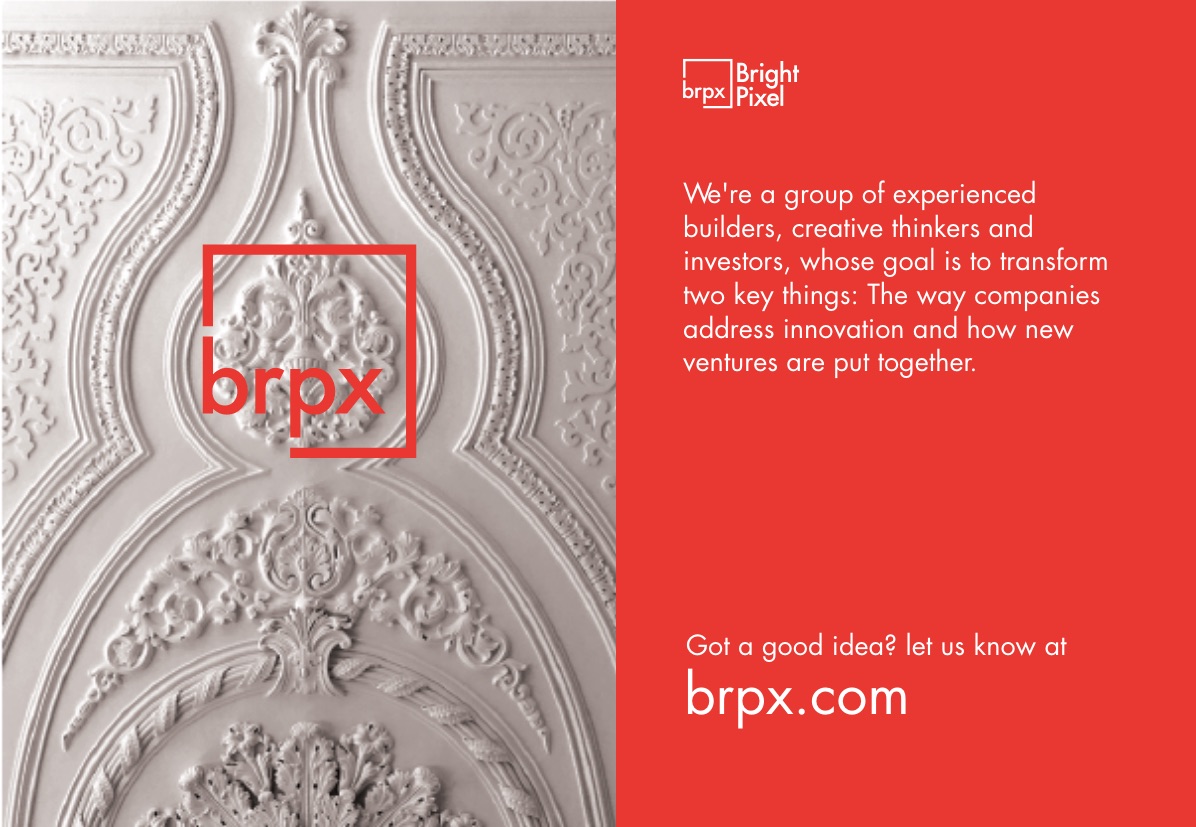 brpx
brpx
Bright
Pixel
We're a group of experienced
builders, creative thinkers and
investors, whose goal is to transform
two key things: The way companies
address innovation and how new
ventures are put together.
Got a good idea? let us know at
brpx.com